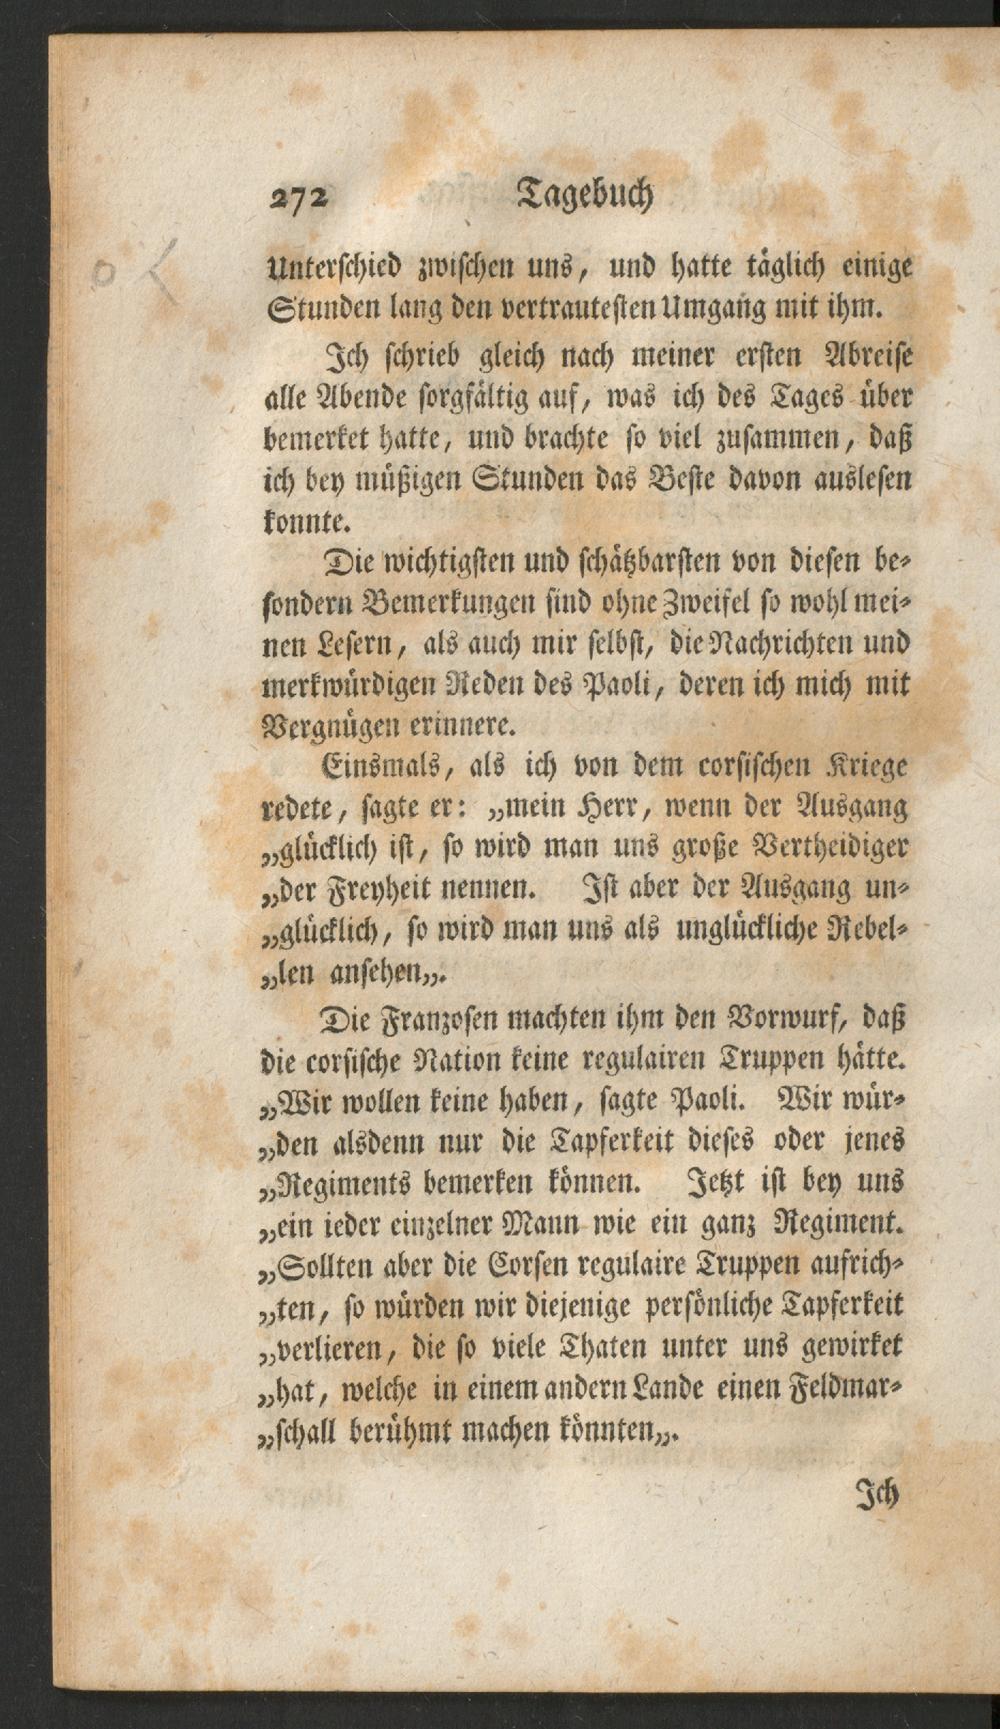 272 Tagebuch
Unterschied zwischen uns, und hatte täglich einige
Stunden lang den vertrautesten Umgang mit ihm.
Ich schrieb gleich nach meiner ersten Abreise
alle Abende sorgfältig auf, was ich des Tages über
bemerket hatte, und brachte so viel zusammen, daß
ich bey müßigen Stunden das Beste davon auslesen
konnte.
Die wichtigsten und schätzbarsten von diesen be-
sondern Bemerkungen sind ohne Zweifel so wohl mei-
nen Lesern, als auch mir selbst, die Nachrichten und
merkwürdigen Reden des Paoli, deren ich mich mit
Vergnügen erinnere.
Einsmals, als ich von dem corsischen Kriege
redete, sagte er: „mein Herr, wenn der Ausgang
„glücklich ist, so wird man uns große Vertheidiger
„der Freyheit nennen. Ist aber der Ausgang un-
„glücklich, so wird man uns als unglückliche Rebel-
„len ansehen„.
Die Franzosen machten ihm den Vorwurf, daß
die corsische Nation keine regulairen Truppen hätte.
„Wir wollen keine haben, sagte Paoli. Wir wür-
„den alsdenn nur die Tapferkeit dieses oder jenes
„Regiments bemerken können. Jetzt ist bey uns
„ein ieder einzelner Mann wie ein ganz Regiment.
„Sollten aber die Corsen regulaire Truppen aufrich-
„ten, so würden wir diejenige persönliche Tapferkeit
„verlieren, die so viele Thaten unter uns gewirket
„hat, welche in einem andern Lande einen Feldmar-
„schall berühmt machen könnten„.
Ich